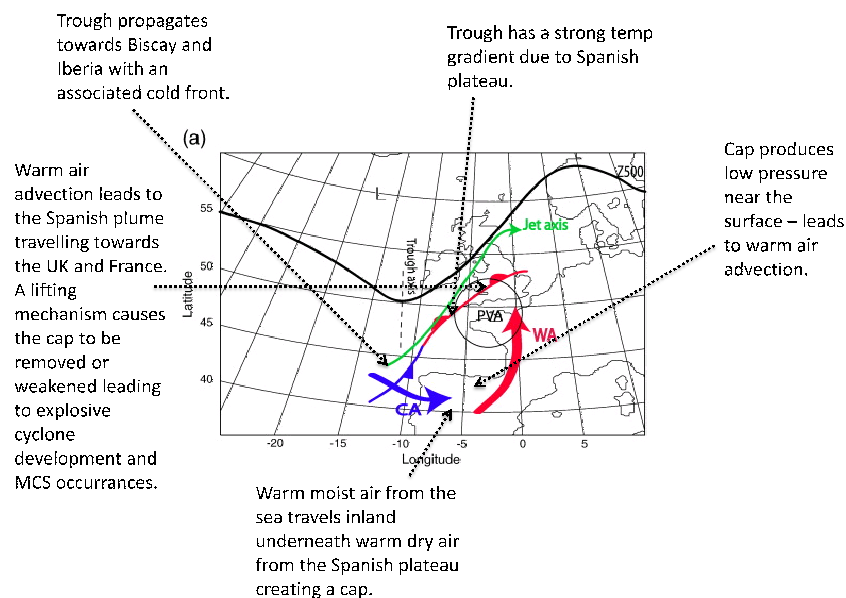 Trough propagates
towards Biscay and
Iberia with an
associated cold front.
Trough has a strong temp
gradient due to Spanish
plateau.
(a)
Cap produces
low pressure
near the
surface – leads
to warm air
advection.
Warm air
advection leads to
the Spanish plume
travelling towards
the UK and France.
A lifting
mechanism causes
the cap to be
removed or
weakened leading
to explosive
cyclone
development and
MCS occurrances.
Z500
L
Jet axis
Trough axis
PVA
WA
CA
55
50
45
40
Latitude
-20 -15 -10 -5 0 5
Longitude
Warm moist air from the
sea travels inland
underneath warm dry air
from the Spanish plateau
creating a cap.